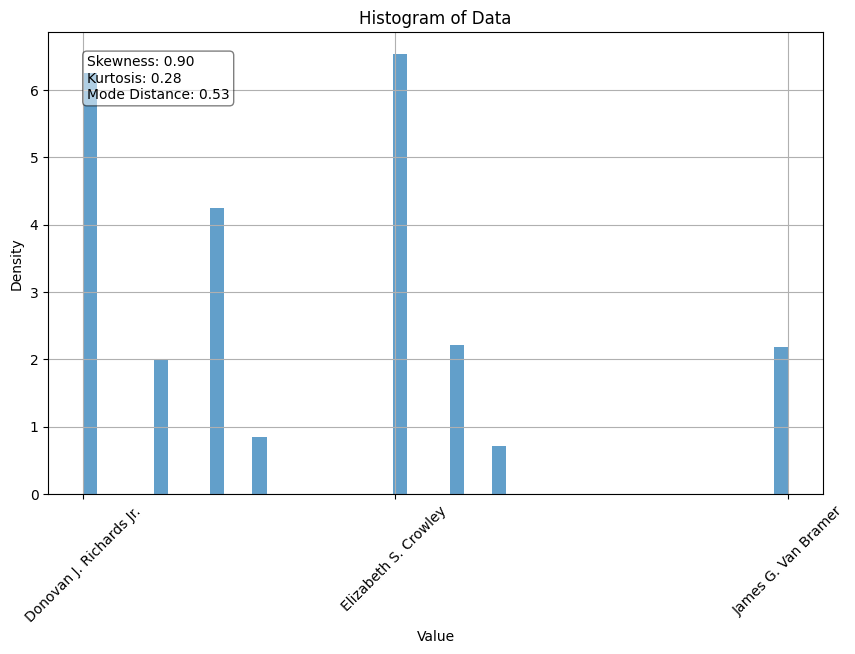 Histogram of Data
Skewness: 0.90
Kurtosis: 0.28
Mode Distance: 0.53
Density
6
5
4
3
2
1
0
Donovan J. Richards Jr.
Elizabeth S. Crowley
James G. Van Bramer
Value